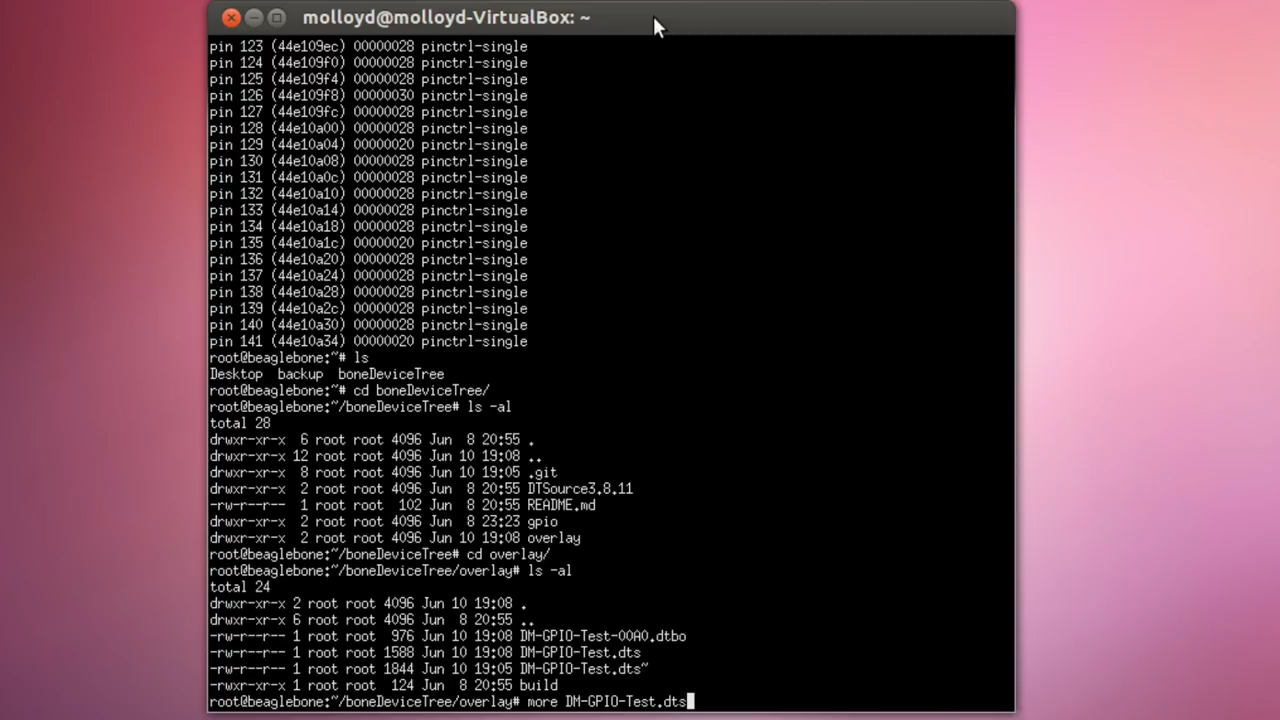 molloyd@molloyd-VirtualBox: ~
pin 123 (44e109ec) 00000028 pinctrl-single
pin 124 (44e109f0) 00000028 pinctrl-single
pin 125 (44e109f4) 00000028 pinctrl-single
pin 126 (44e109f8) 00000030 pinctrl-single
pin 127 (44e109fc) 00000028 pinctrl-single
pin 128 (44e10a00) 00000028 pinctrl-single
pin 129 (44e10a04) 00000020 pinctrl-single
pin 130 (44e10a08) 00000028 pinctrl-single
pin 131 (44e10a0c) 00000028 pinctrl-single
pin 132 (44e10a10) 00000028 pinctrl-single
pin 133 (44e10a14) 00000028 pinctrl-single
pin 134 (44e10a18) 00000028 pinctrl-single
pin 135 (44e10a1c) 00000020 pinctrl-single
pin 136 (44e10a20) 00000028 pinctrl-single
pin 137 (44e10a24) 00000028 pinctrl-single
pin 138 (44e10a28) 00000028 pinctrl-single
pin 139 (44e10a2c) 00000028 pinctrl-single
pin 140 (44e10a30) 00000028 pinctrl-single
pin 141 (44e10a34) 00000020 pinctrl-single
root@beaglebone:~# ls
Desktop  backup  boneDeviceTree
root@beaglebone:~# cd boneDeviceTree/
root@beaglebone:~/boneDeviceTree# ls -al
total 28
drwxr-xr-x  6 root root 4096 Jun  8 20:55 .
drwxr-xr-x 12 root root 4096 Jun 10 19:08 ..
drwxr-xr-x  8 root root 4096 Jun 10 19:05 .git
drwxr-xr-x  2 root root 4096 Jun  8 20:55 DTSource3.8.11
-rw-r--r--  1 root root  102 Jun  8 20:55 README.md
drwxr-xr-x  2 root root 4096 Jun  8 23:23 gpio
drwxr-xr-x  2 root root 4096 Jun 10 19:08 overlay
root@beaglebone:~/boneDeviceTree# cd overlay/
root@beaglebone:~/boneDeviceTree/overlay# ls -al
total 24
drwxr-xr-x 2 root root 4096 Jun 10 19:08 .
drwxr-xr-x 6 root root 4096 Jun  8 20:55 ..
-rw-r--r-- 1 root root  976 Jun 10 19:08 DM-GPIO-Test-00A0.dtbo
-rw-r--r-- 1 root root 1588 Jun 10 19:08 DM-GPIO-Test.dts
-rw-r--r-- 1 root root 1844 Jun 10 19:05 DM-GPIO-Test.dts~
-rwxr-xr-x 1 root root  124 Jun  8 20:55 build
root@beaglebone:~/boneDeviceTree/overlay# more DM-GPIO-Test.dts